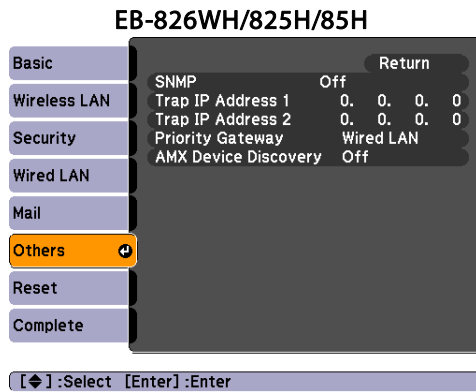 EB-826WH/825H/85H
Basic
Wireless LAN
Security
Wired LAN
Mail
Others
Reset
Complete
Return
SNMP Off
Trap IP Address 1 0. 0. 0. 0
Trap IP Address 2 0. 0. 0. 0
Priority Gateway Wired LAN
AMX Device Discovery Off
[◆] :Select [Enter] :Enter